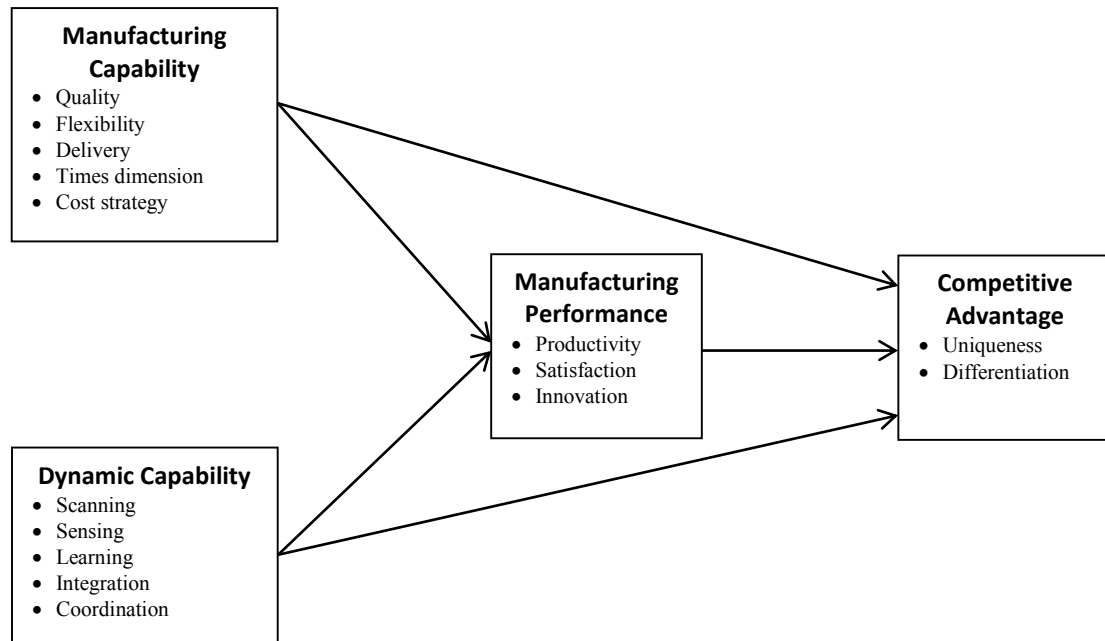 Manufacturing
Capability
• Quality
• Flexibility
• Delivery
• Times dimension
• Cost strategy
Manufacturing
Performance
• Productivity
• Satisfaction
• Innovation
Competitive
Advantage
• Uniqueness
• Differentiation
Dynamic Capability
• Scanning
• Sensing
• Learning
• Integration
• Coordination